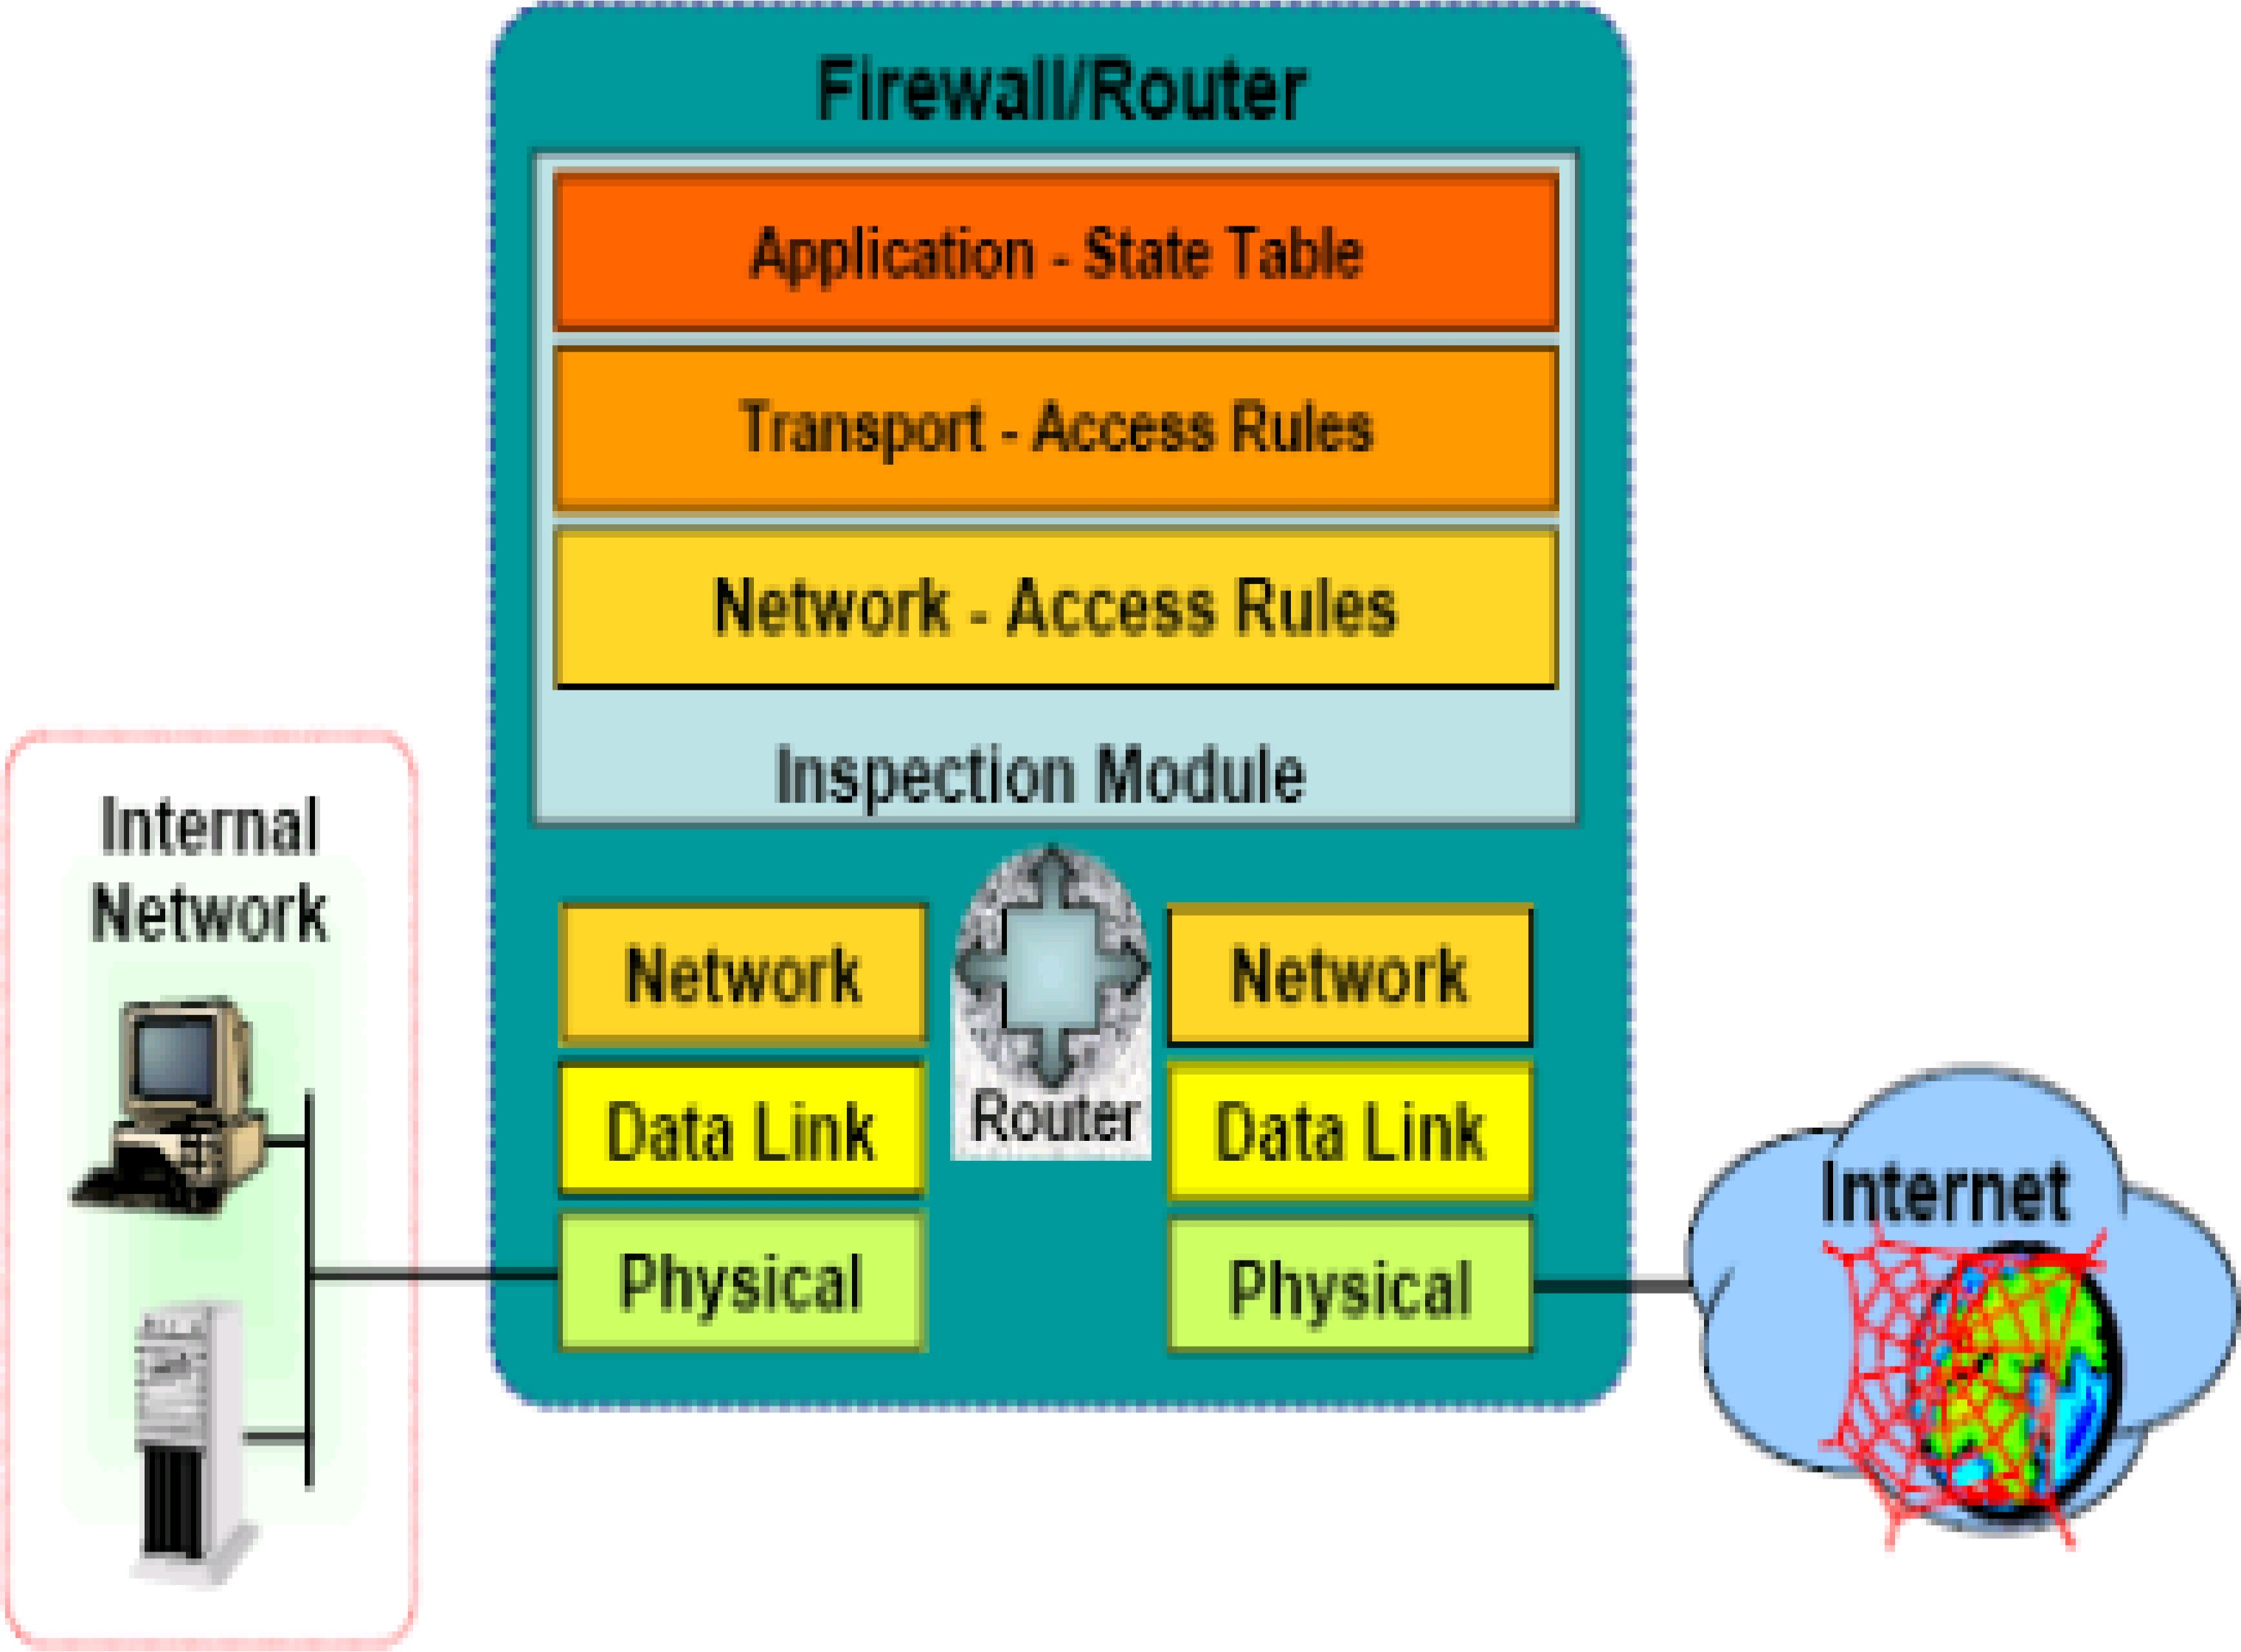 Firewall/Router
Application - State Table
Transport - Access Rules
Network - Access Rules
Inspection Module
Internal
Network
Network
Data Link
Physical
Router
Network
Data Link
Physical
Internet